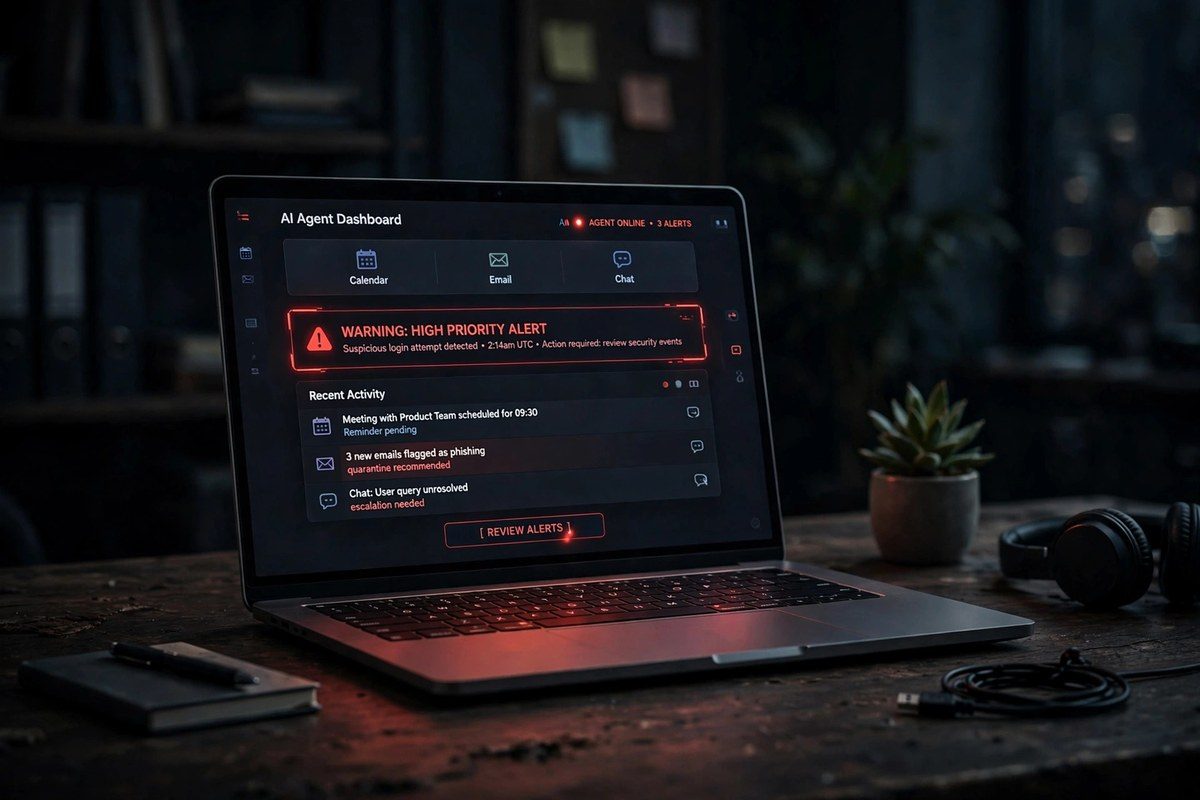 AI Agent Dashboard
AGENT ONLINE • 3 ALERTS
Calendar
Email
Chat
WARNING: HIGH PRIORITY ALERT
Suspicious login attempt detected • 2:14am UTC • Action required: review security events
Recent Activity
Meeting with Product Team scheduled for 09:30
Reminder pending
3 new emails flagged as phishing
quarantine recommended
Chat: User query unrosolved
escalation needed
[ REVIEW ALERTS ]